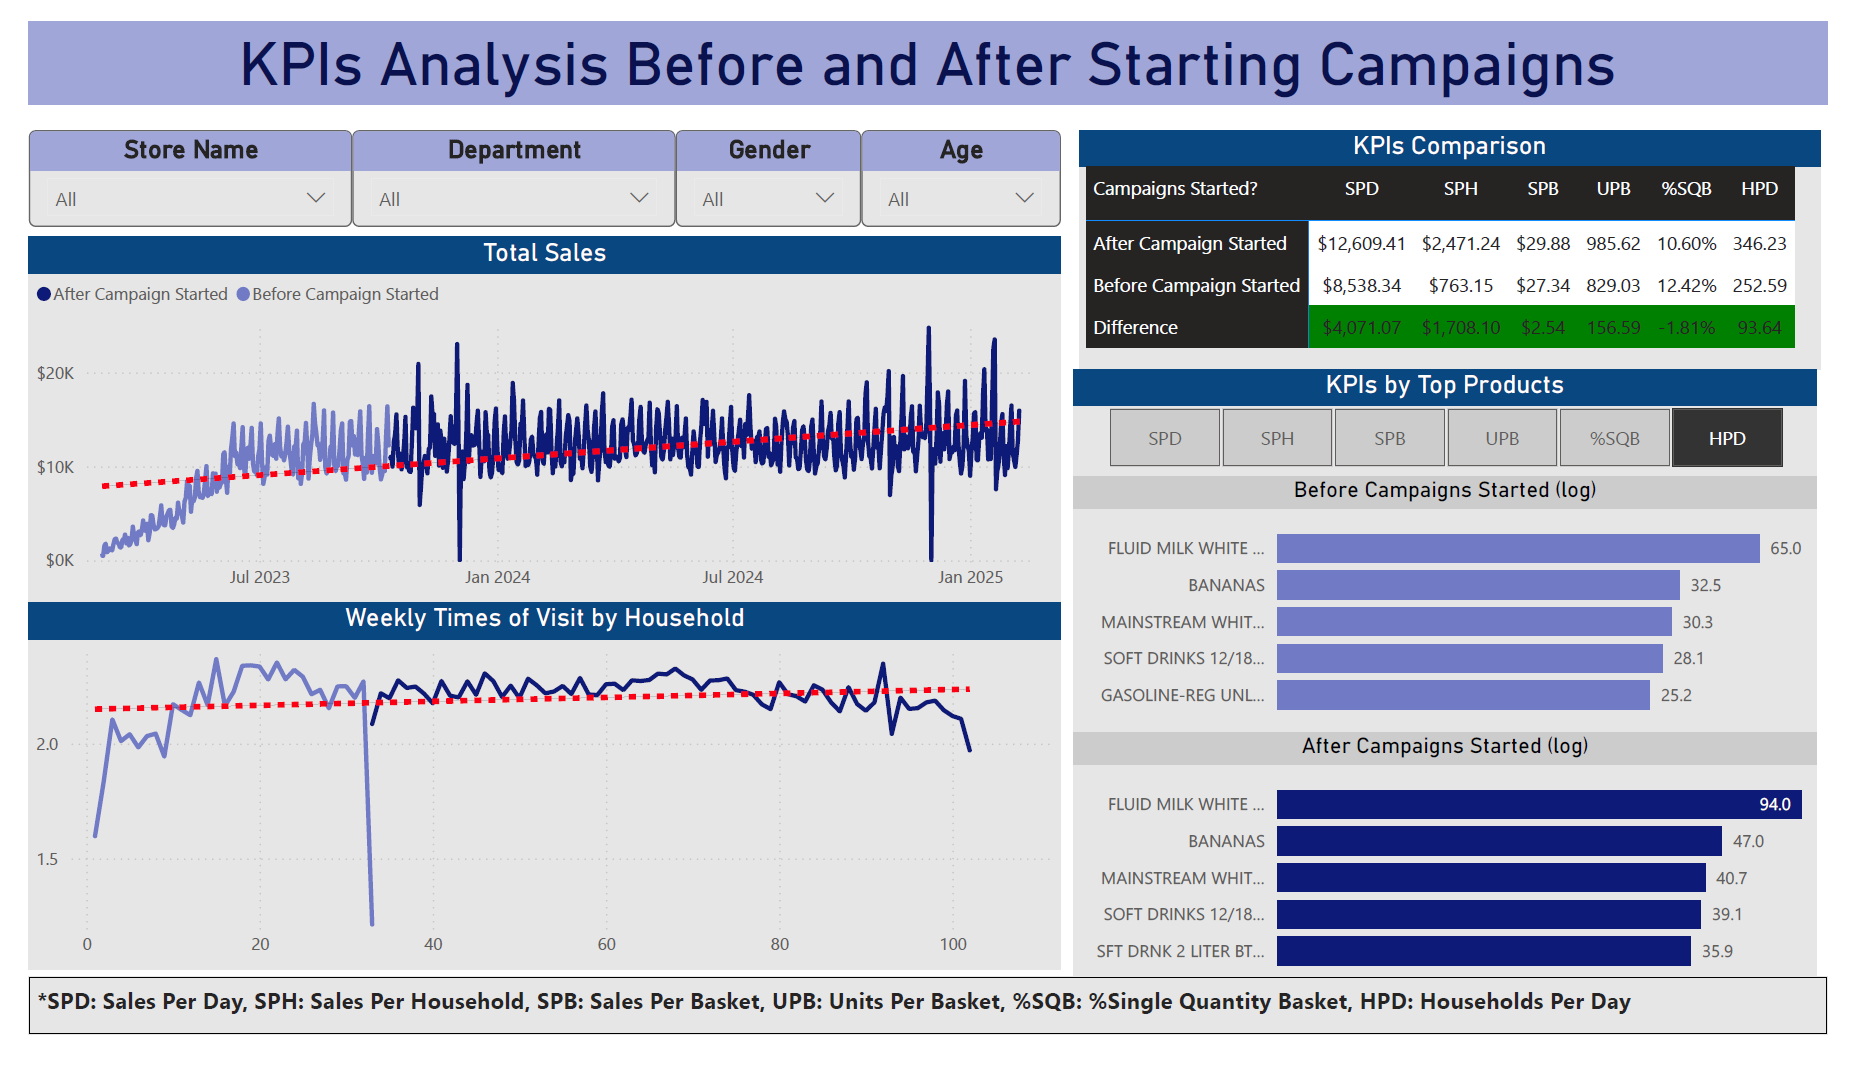 KPIs Analysis Before and After Starting Campaigns
Store Name
All
Department
All
Gender
All
Age
All
Total Sales
After Campaign Started Before Campaign Started
$20K
$10K
$0K
Jul 2023 Jan 2024 Jul 2024 Jan 2025
Weekly Times of Visit by Household
2.0
1.5
0 20 40 60 80 100
KPIs Comparison
Campaigns Started? SPD SPH SPB UPB %SQB HPD
After Campaign Started $12,609.41 $2,471.24 $29.88 985.62 10.60% 346.23
Before Campaign Started $8,538.34 $763.15 $27.34 829.03 12.42% 252.59
Difference $4,071.07 $1,708.10 $2.54 156.59 -1.81% 93.64
KPIs by Top Products
SPD SPH SPB UPB %SQB HPD
Before Campaigns Started (log)
FLUID MILK WHITE ... 65.0
BANANAS 32.5
MAINSTREAM WHIT... 30.3
SOFT DRINKS 12/18... 28.1
GASOLINE-REG UNL... 25.2
After Campaigns Started (log)
FLUID MILK WHITE ... 94.0
BANANAS 47.0
MAINSTREAM WHIT... 40.7
SOFT DRINKS 12/18... 39.1
SFT DRNK 2 LITER BT... 35.9
*SPD: Sales Per Day, SPH: Sales Per Household, SPB: Sales Per Basket, UPB: Units Per Basket, %SQB: %Single Quantity Basket, HPD: Households Per Day